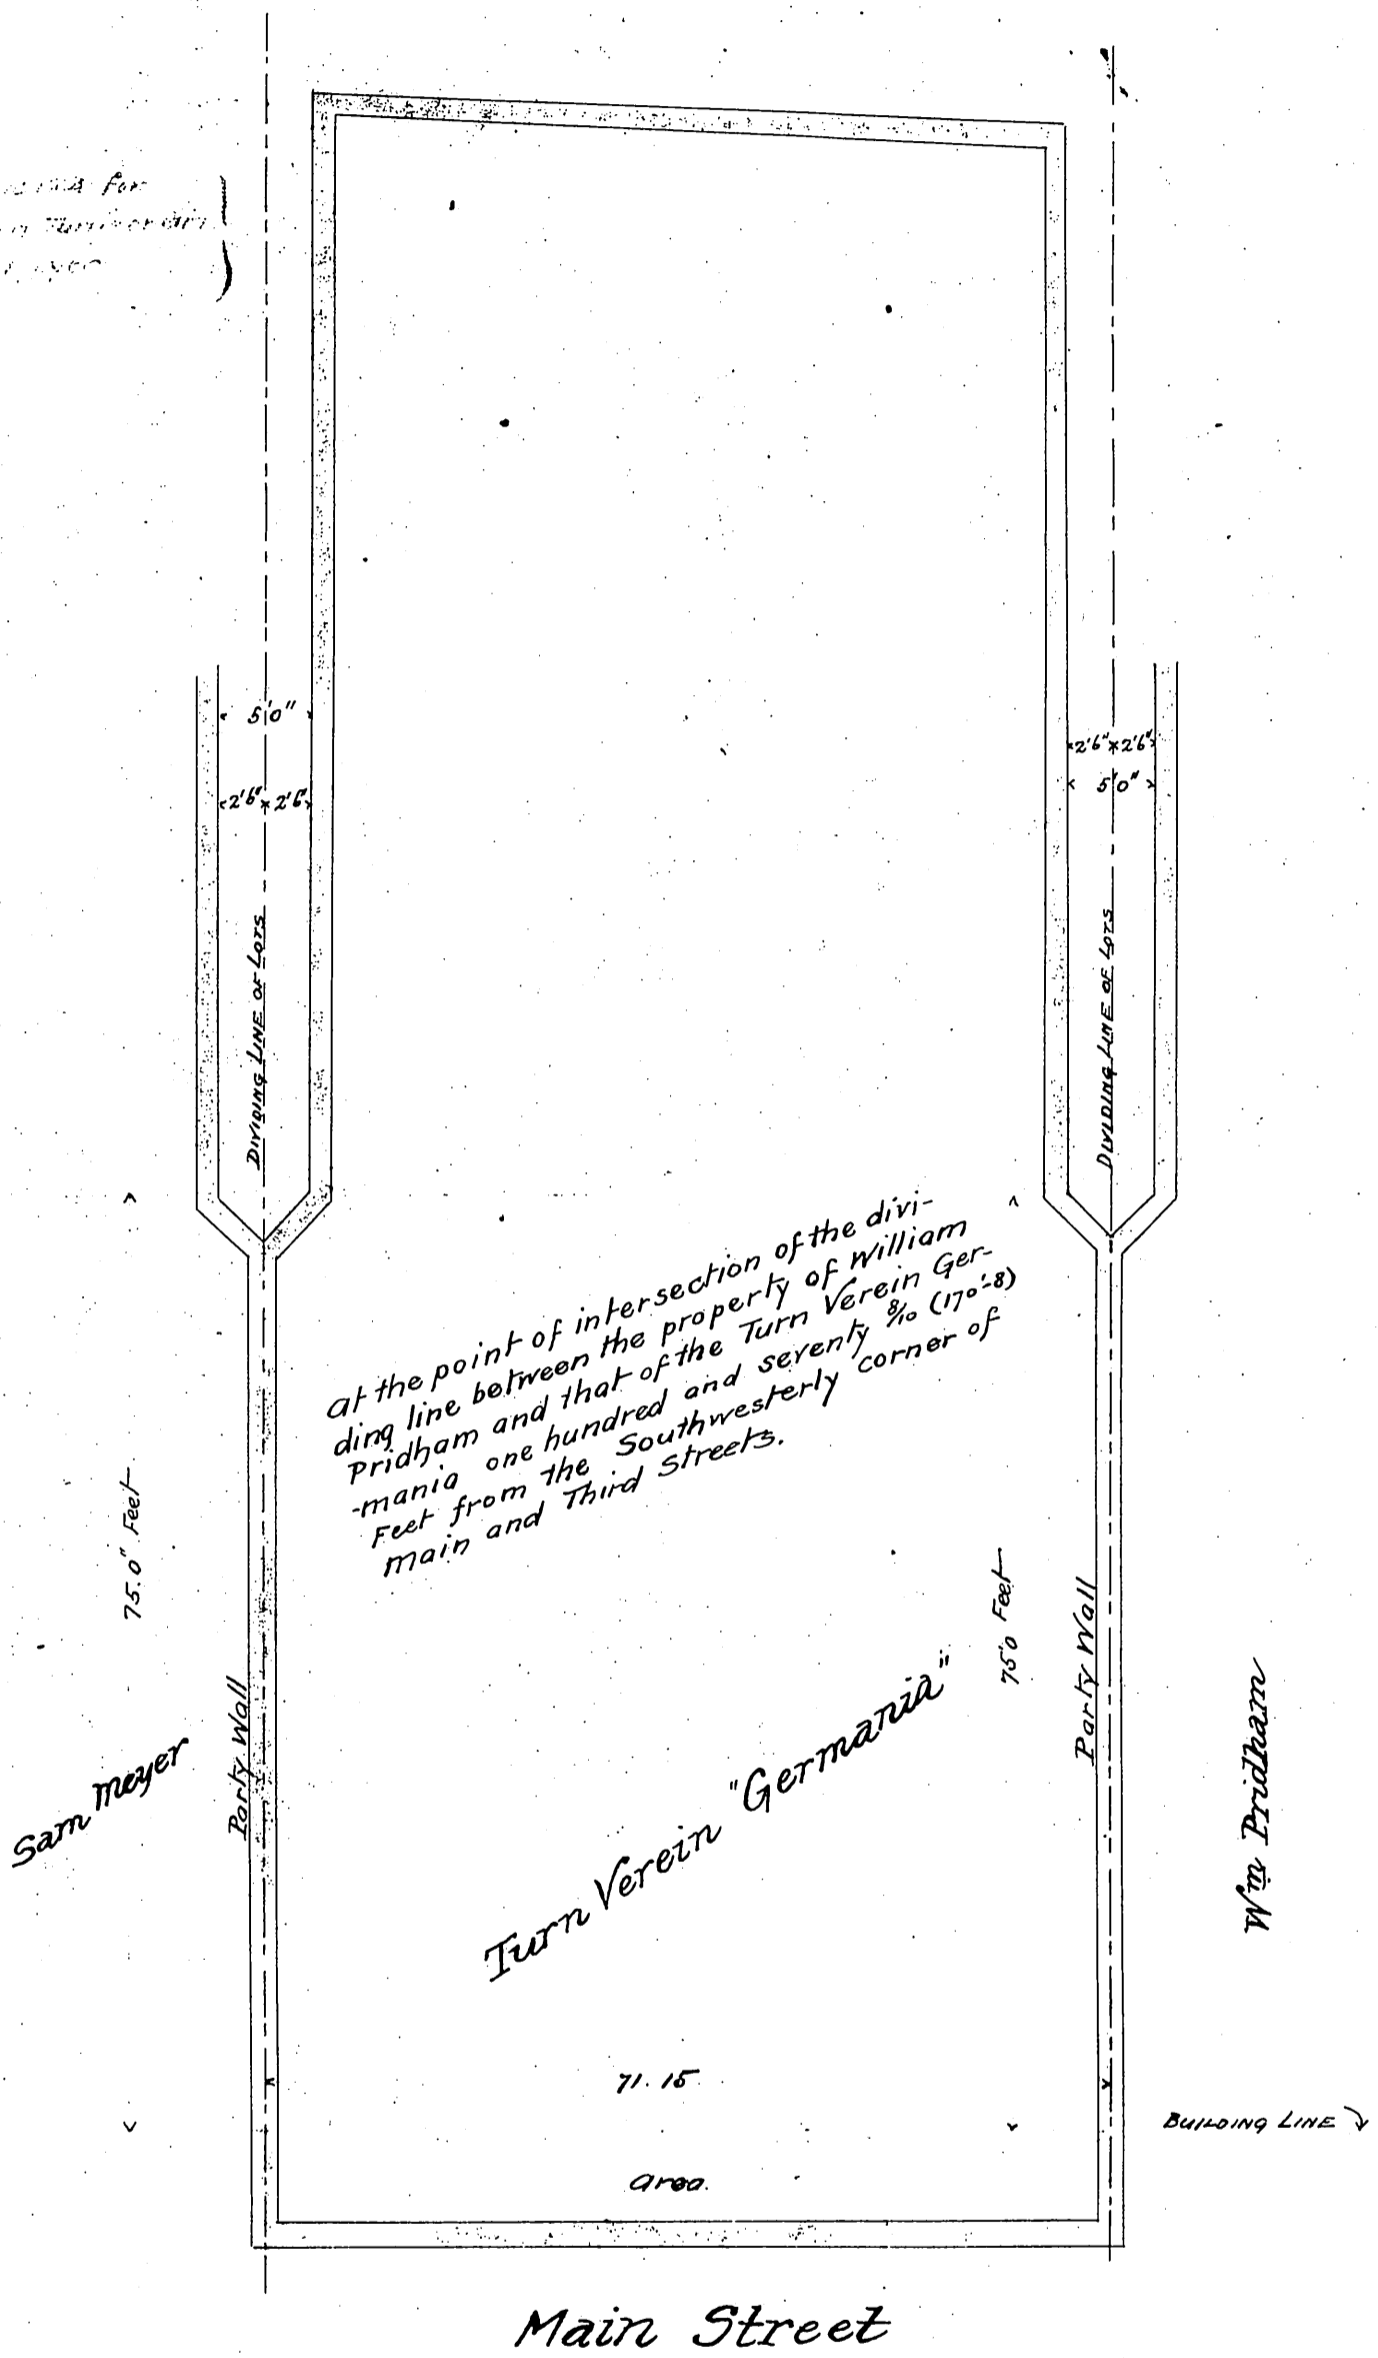 for
5'0"
2'6" 2'6"
2'6" 2'6"
5'0"
DIVIDING LINE OF LOTS
DIVIDING LINE OF LOTS
at the point of intersection of the divi-
ding line between the property of William
Pridham and that of the Turn Verein Ger-
-mania one hundred and seventy 8/10 (170'-8)
Feet from the Southwesterly corner of
main and Third Streets.
75.0" Feet
75'0 Feet
Party Wall
Party Wall
Sam Meyer
Turn Verein "Germania"
Wm Pridham
71.15
BUILDING LINE
area.
Main Street